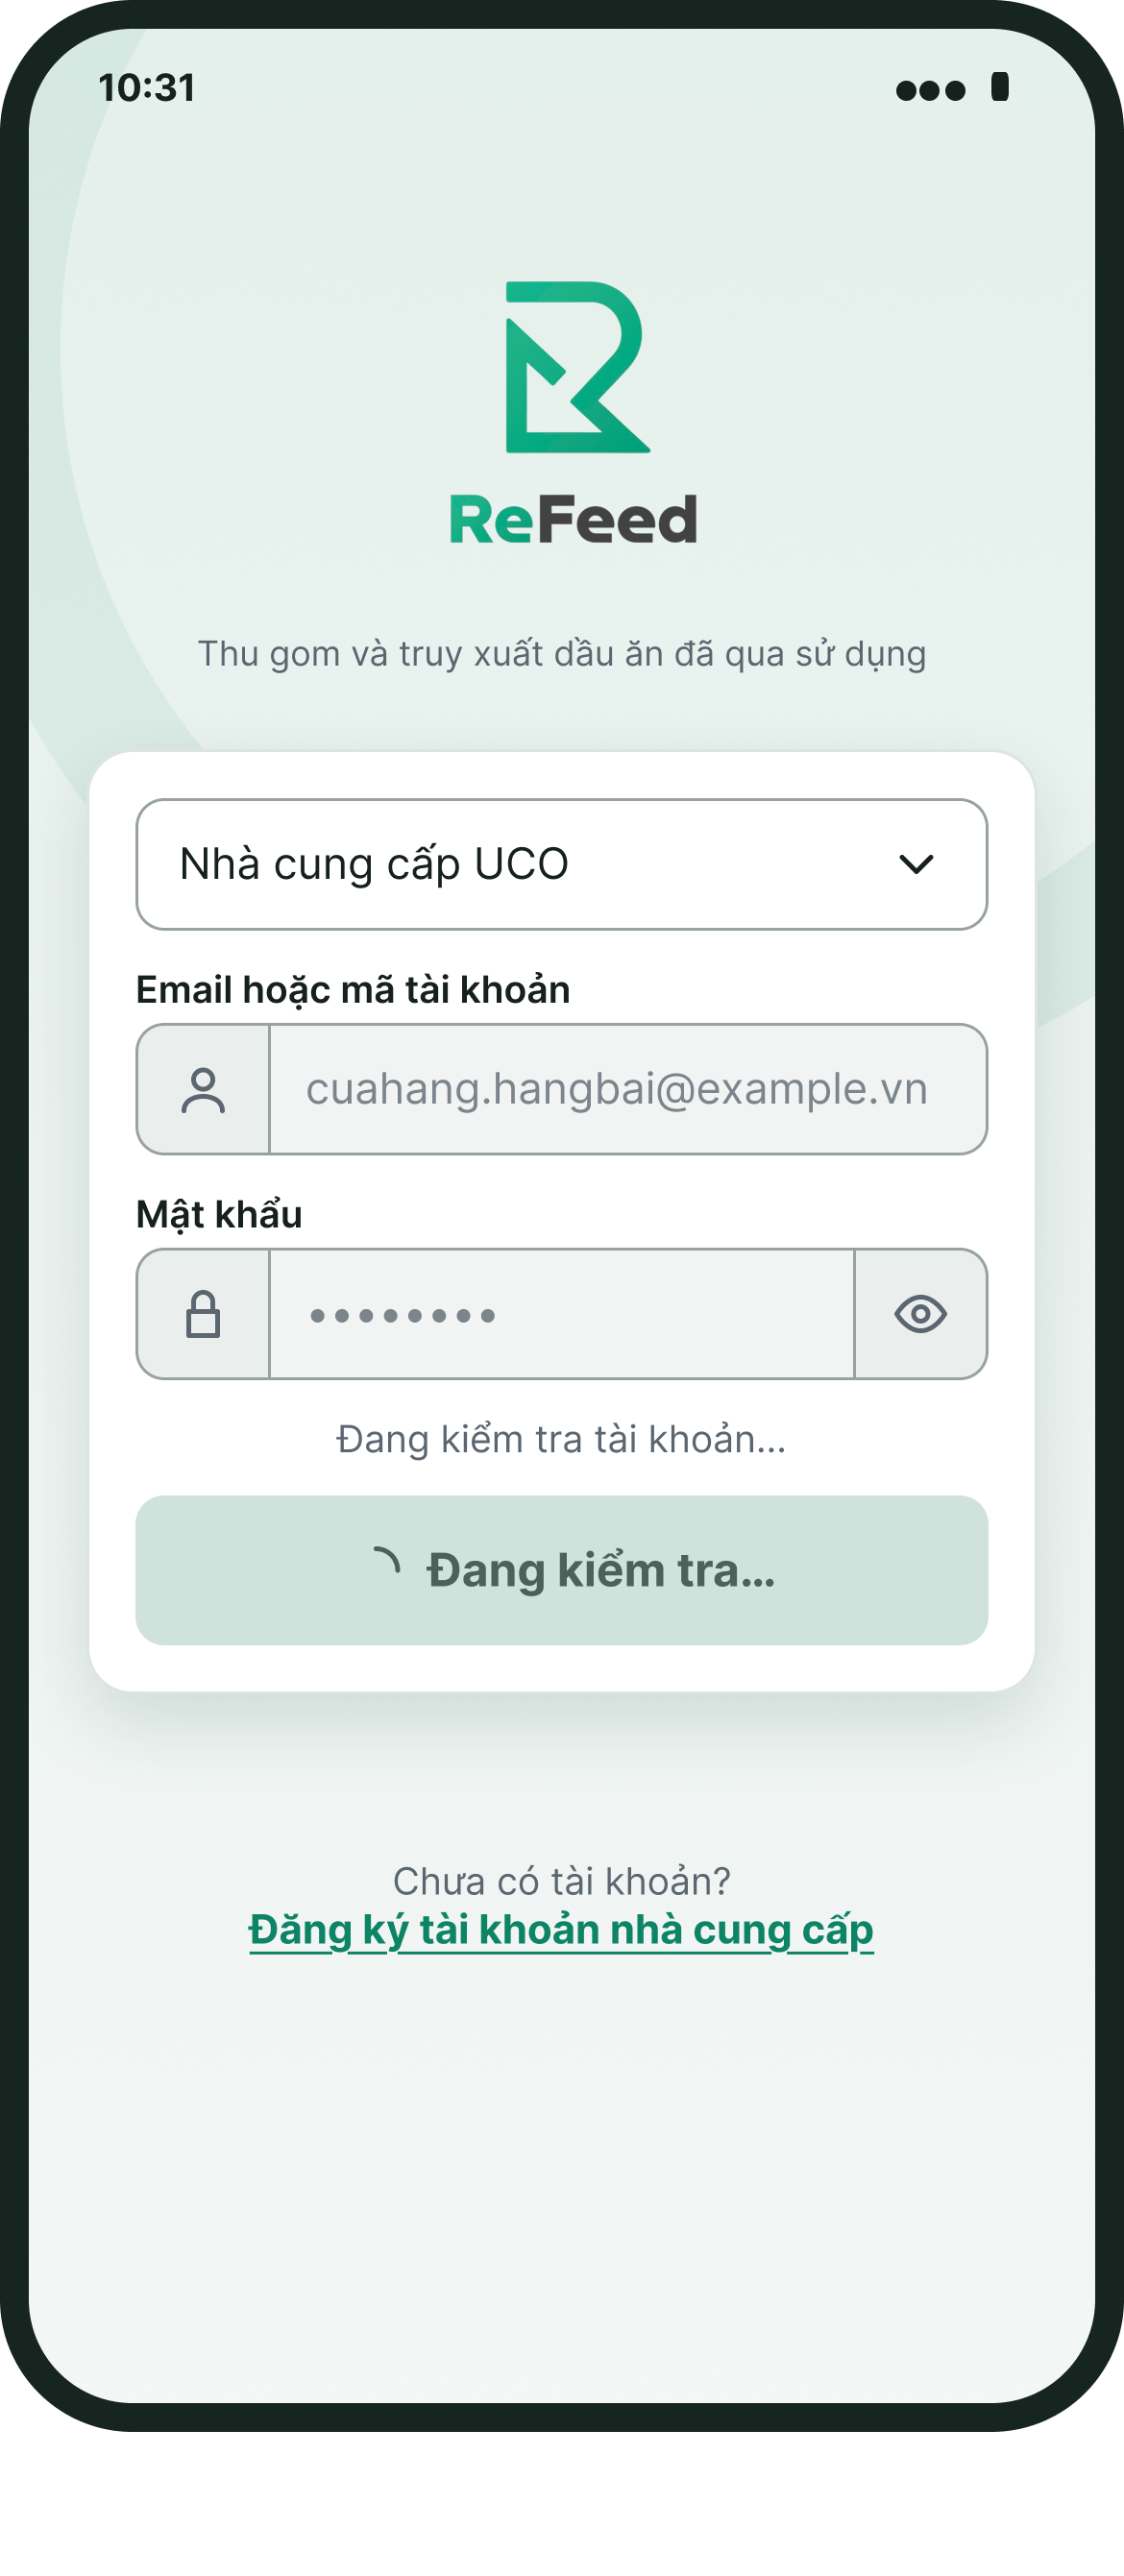 10:31
ReFeed
Thu gom và truy xuất dầu ăn đã qua sử dụng
Nhà cung cấp UCO
Email hoặc mã tài khoản
cuahang.hangbai@example.vn
Mật khẩu
••••••••
Đang kiểm tra tài khoản...
Đang kiểm tra...
Chưa có tài khoản?
Đăng ký tài khoản nhà cung cấp